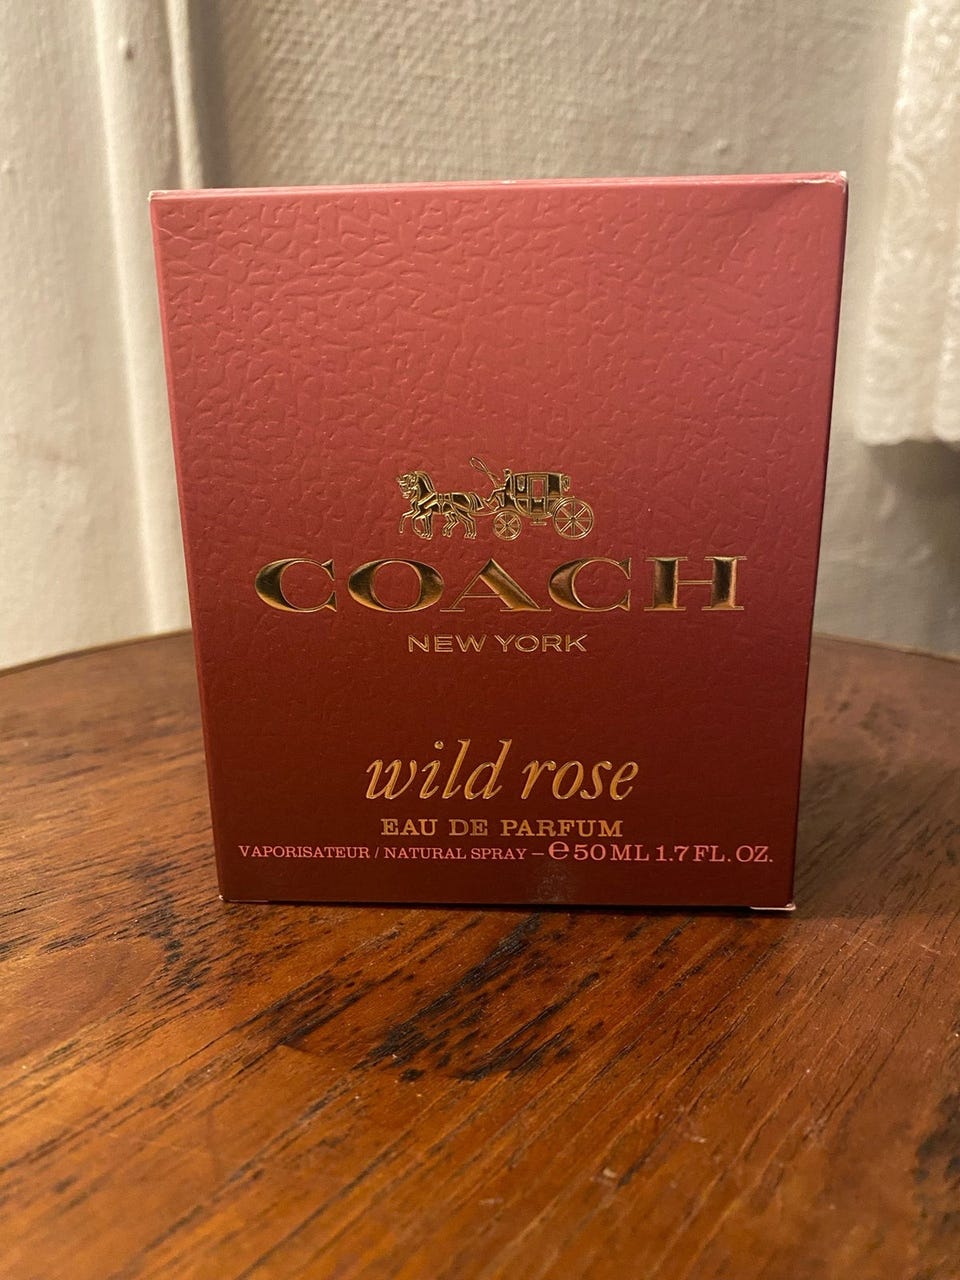 COACH
NEW YORK
wild rose
EAU DE PARFUM
VAPORISATEUR / NATURAL SPRAY – ℮ 50 ML 1.7 FL. OZ.